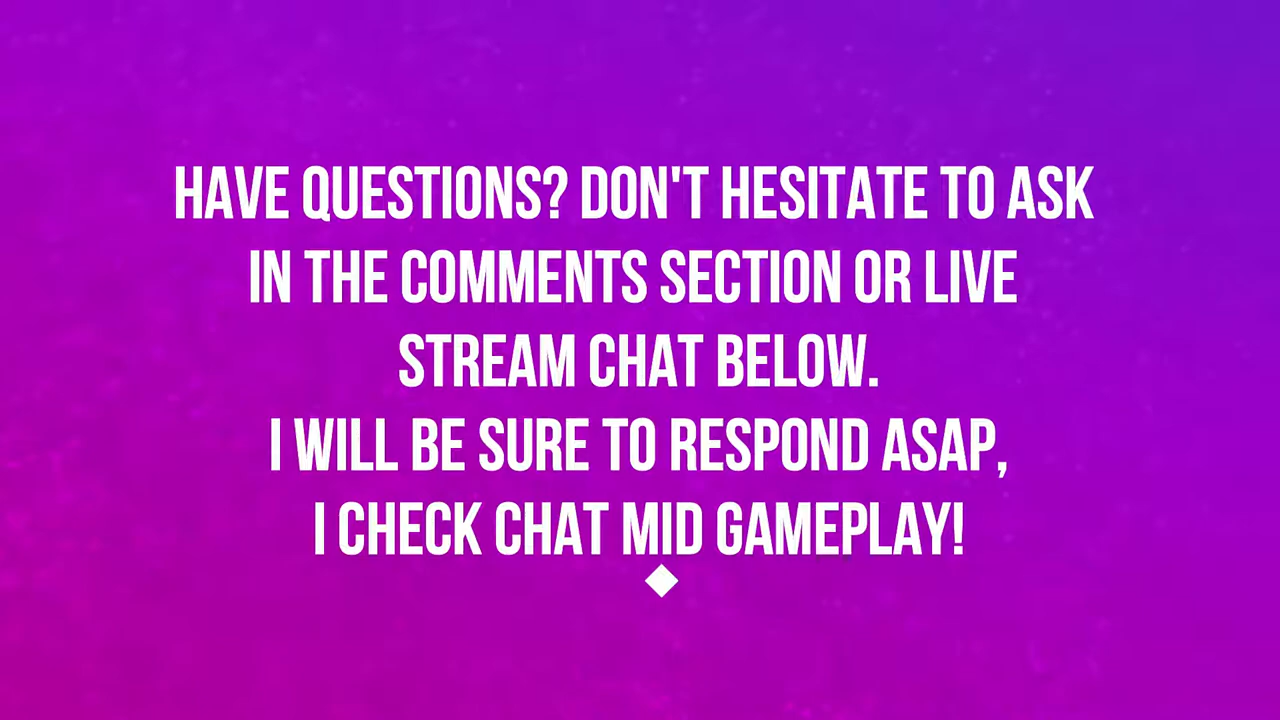 HAVE QUESTIONS? DON'T HESITATE TO ASK
IN THE COMMENTS SECTION OR LIVE
STREAM CHAT BELOW.
I WILL BE SURE TO RESPOND ASAP,
I CHECK CHAT MID GAMEPLAY!